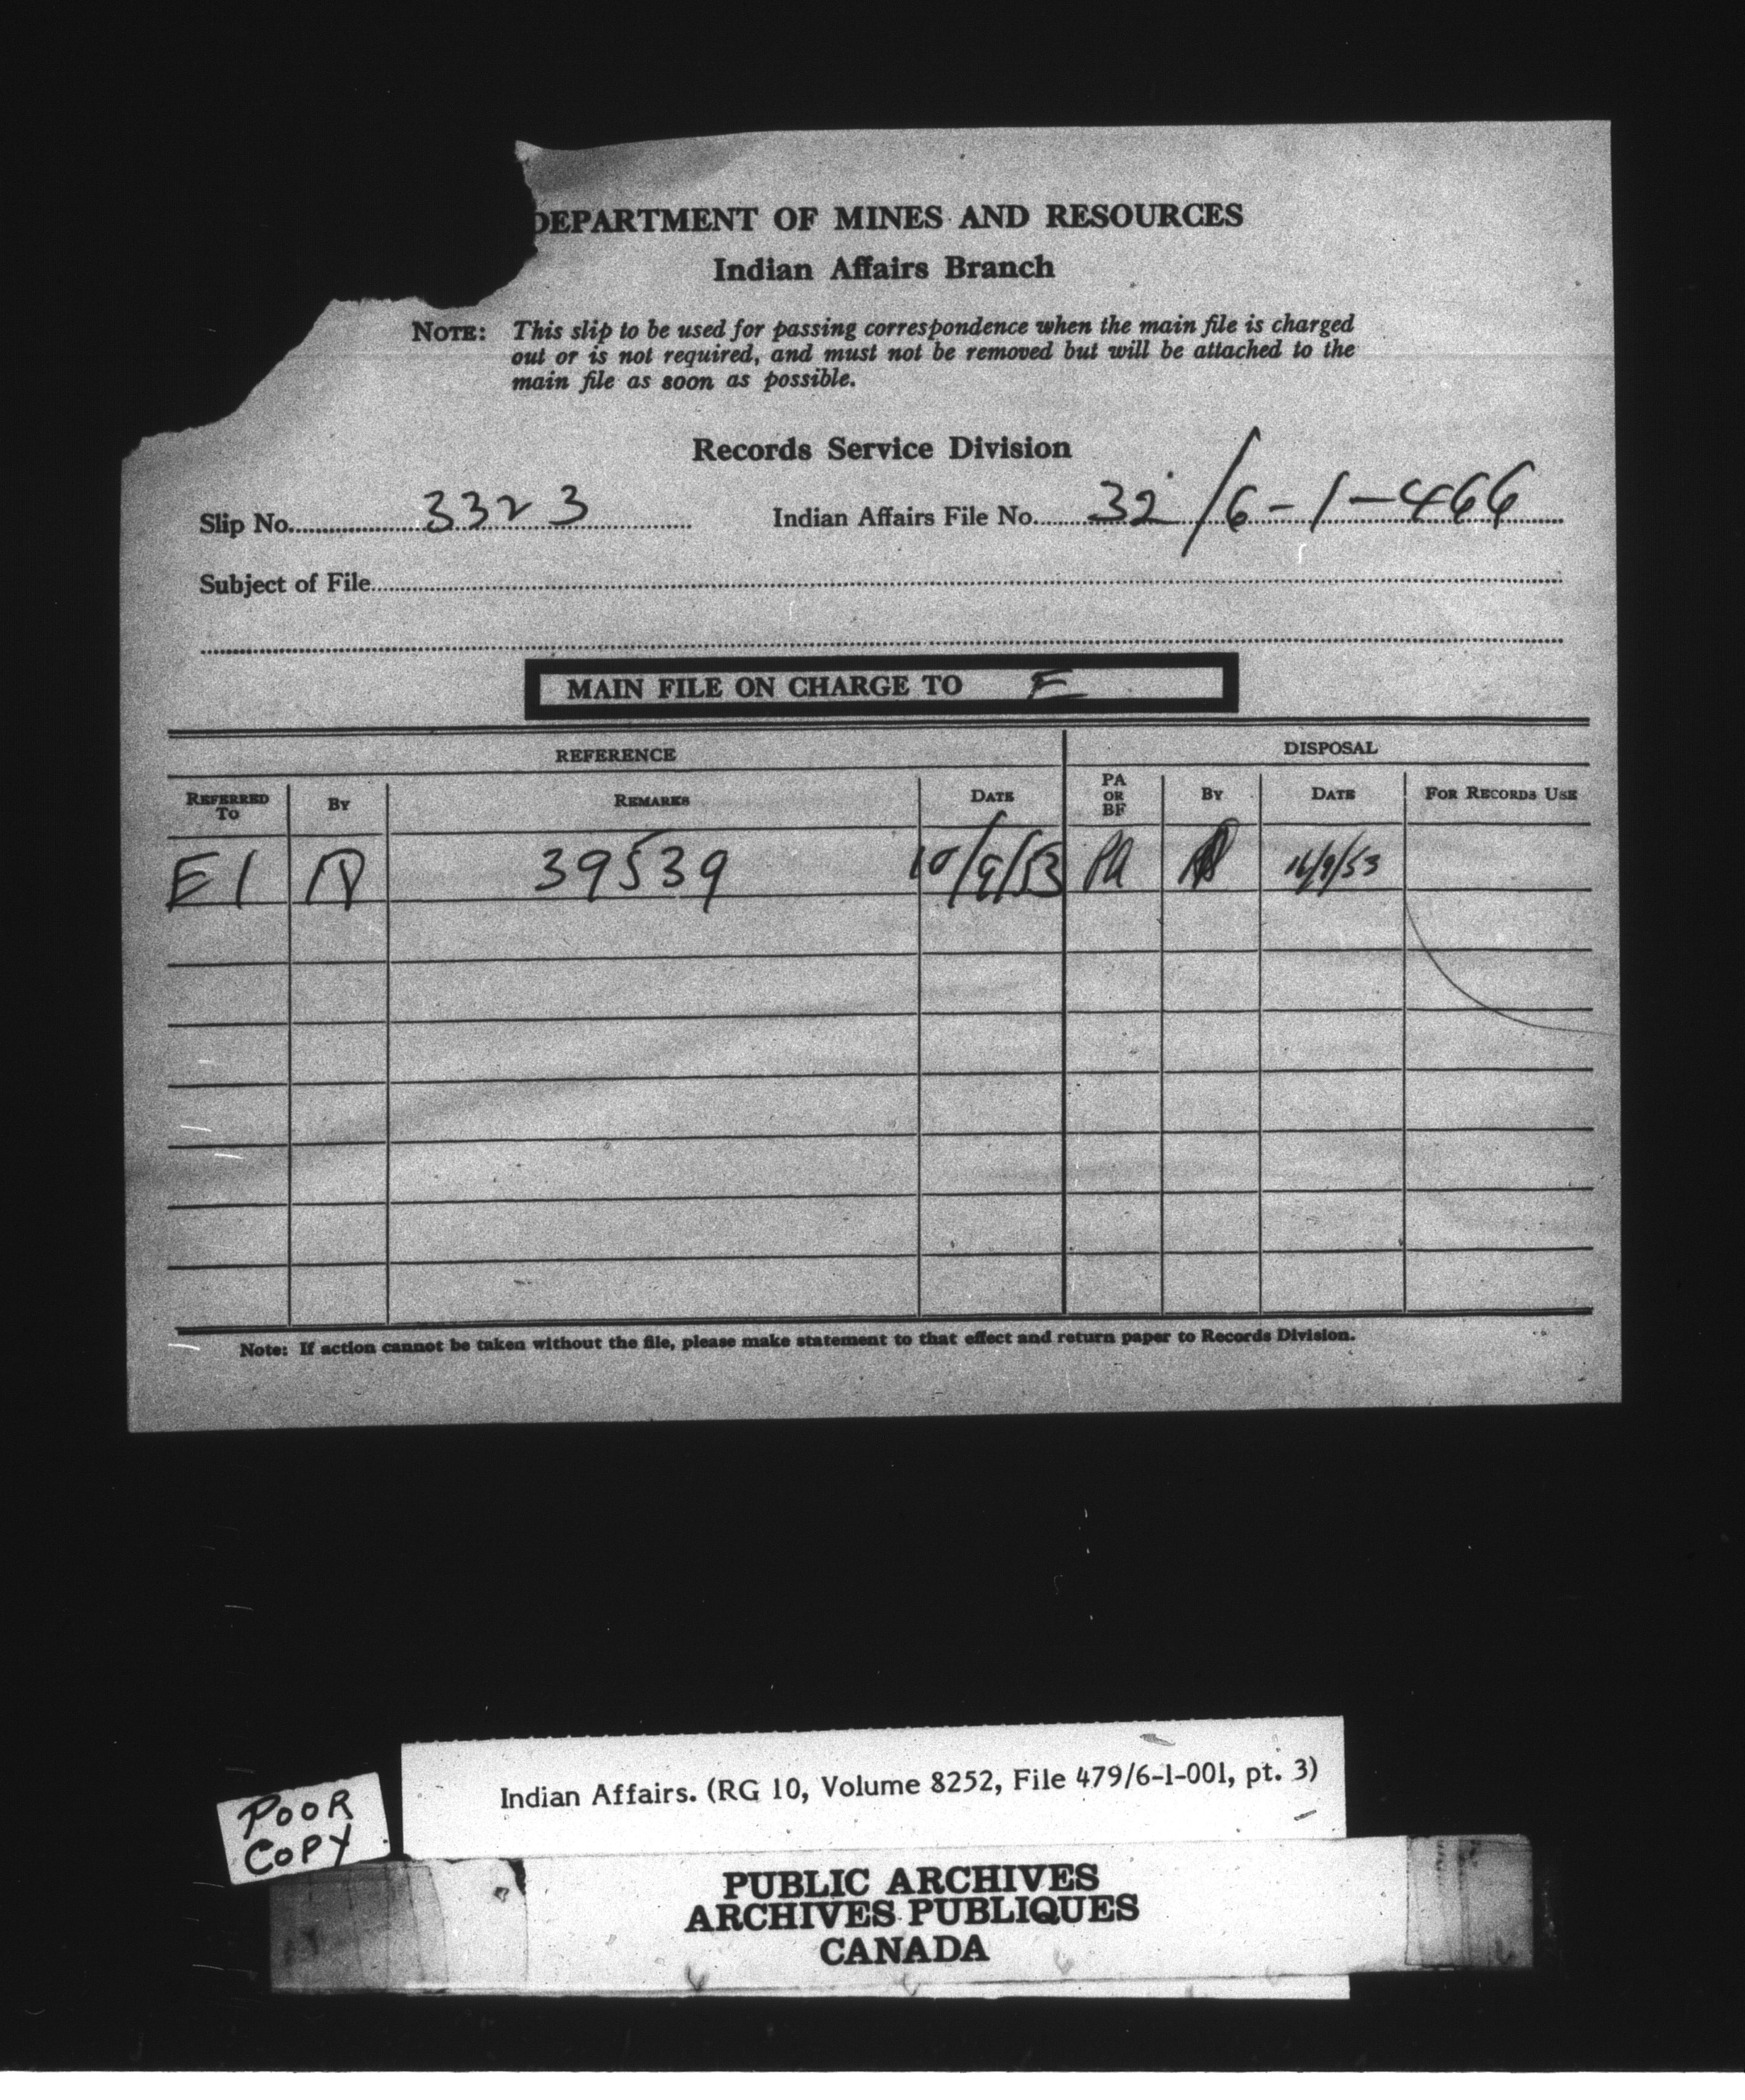 DEPARTMENT OF MINES AND RESOURCES
Indian Affairs Branch
NOTE: This slip to be used for passing correspondence when the main file is charged
out or is not required, and must not be removed but will be attached to the
main file as soon as possible.
Records Service Division
Slip No. 3323 Indian Affairs File No. 32/6-1-466
Subject of File
MAIN FILE ON CHARGE TO E
REFERENCE DISPOSAL
REFERRED TO BY REMARKS DATE PA OR BF BY DATE FOR RECORDS USE
E1 39539 10/9/53 PA 16/9/53
Note: If action cannot be taken without the file, please make statement to that effect and return paper to Records Division.
Indian Affairs. (RG 10, Volume 8252, File 479/6-1-001, pt. 3)
POOR
COPY
PUBLIC ARCHIVES
ARCHIVES PUBLIQUES
CANADA